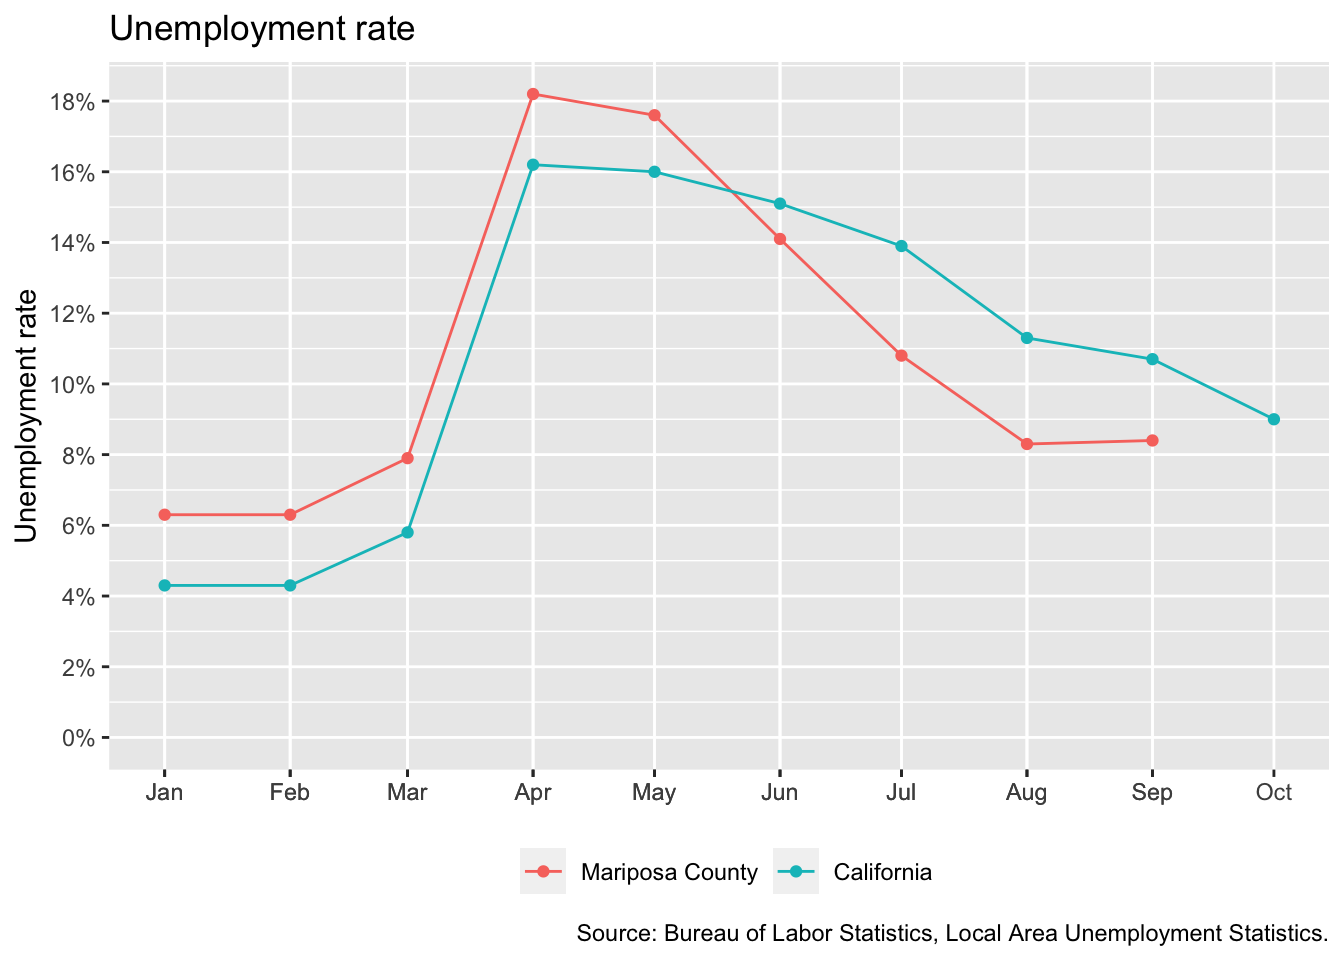 Unemployment rate
Unemployment rate
18%
16%
14%
12%
10%
8%
6%
4%
2%
0%
Jan Feb Mar Apr May Jun Jul Aug Sep Oct
Mariposa County California
Source: Bureau of Labor Statistics, Local Area Unemployment Statistics.